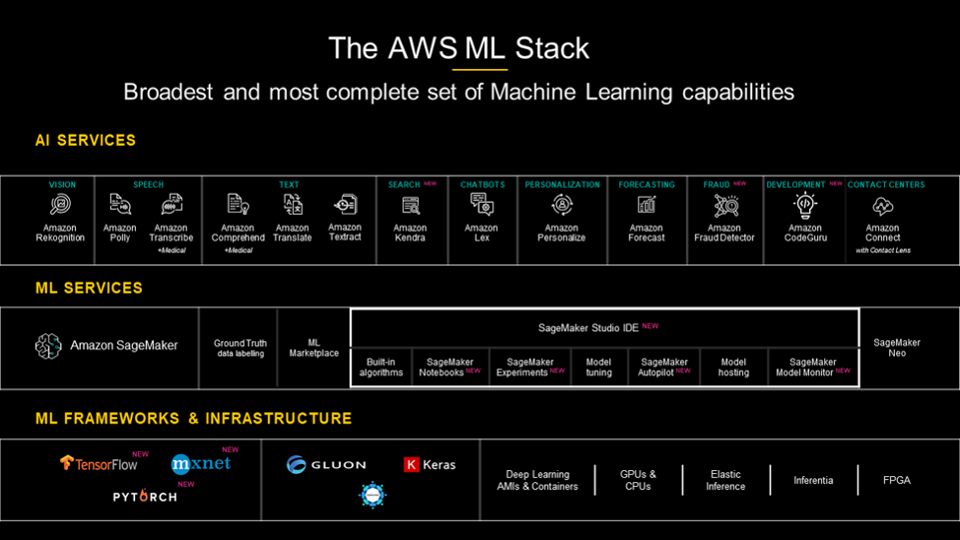 The AWS ML Stack
Broadest and most complete set of Machine Learning capabilities
AI SERVICES
VISION
SPEECH
TEXT
SEARCH NEW
CHATBOTS
PERSONALIZATION
FORECASTING
FRAUD NEW
DEVELOPMENT NEW
CONTACT CENTERS
Amazon
Rekognition
Amazon
Polly
Amazon
Transcribe
+Medical
Amazon
Comprehend
+Medical
Amazon
Translate
Amazon
Textract
Amazon
Kendra
Amazon
Lex
Amazon
Personalize
Amazon
Forecast
Amazon
Fraud Detector
Amazon
CodeGuru
Amazon
Connect
with Contact Lens
ML SERVICES
Amazon SageMaker
Ground Truth
data labelling
ML
Marketplace
SageMaker Studio IDE NEW
Built-in
algorithms
SageMaker
Notebooks NEW
SageMaker
Experiments NEW
Model
tuning
SageMaker
Autopilot NEW
Model
hosting
SageMaker
Model Monitor NEW
SageMaker
Neo
ML FRAMEWORKS & INFRASTRUCTURE
TensorFlow NEW
mxnet NEW
PYTORCH NEW
GLUON
K Keras
Deep Learning
AMIs & Containers
GPUs &
CPUs
Elastic
Inference
Inferentia
FPGA